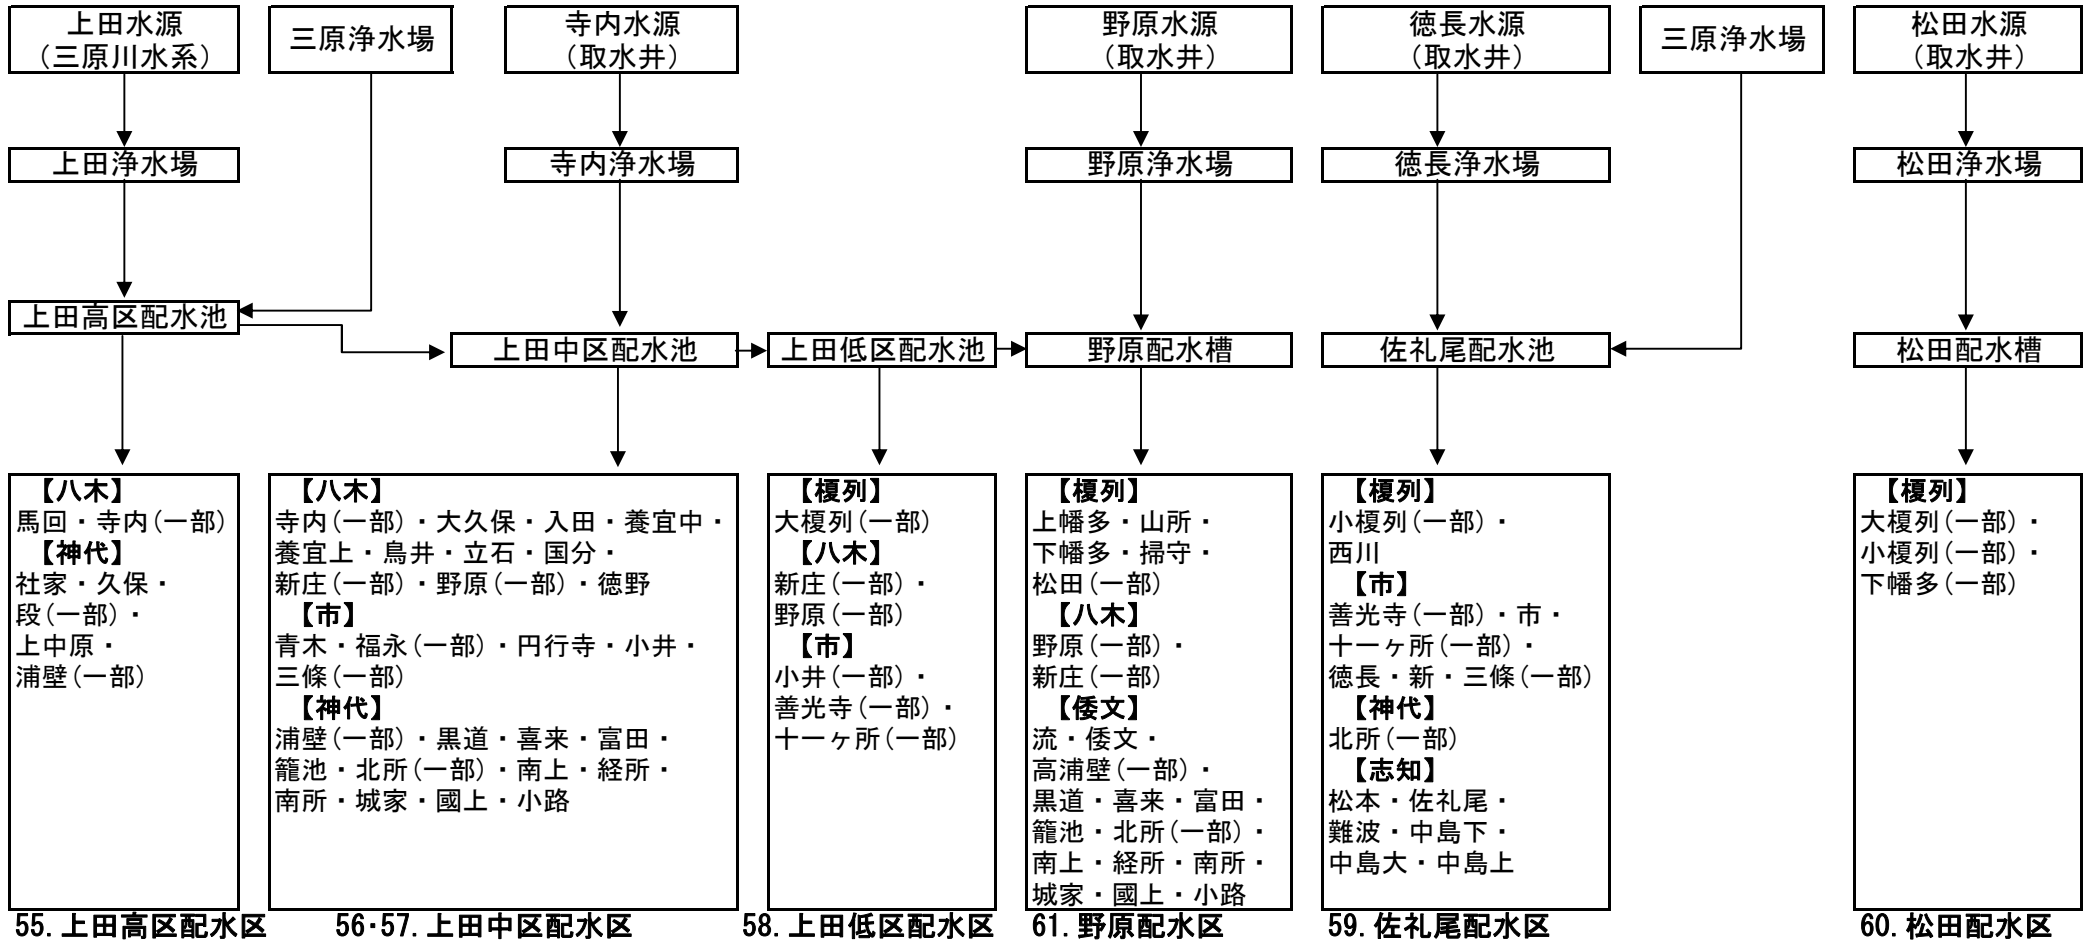 上田水源
（三原川水系）
三原浄水場
寺内水源
（取水井）
野原水源
（取水井）
徳長水源
（取水井）
三原浄水場
松田水源
（取水井）
上田浄水場
寺内浄水場
野原浄水場
徳長浄水場
松田浄水場
上田高区配水池
上田中区配水池
上田低区配水池
野原配水槽
佐礼尾配水池
松田配水槽
【八木】
馬回・寺内(一部)
【神代】
社家・久保・
段(一部)・
上中原・
浦壁(一部)
55.上田高区配水区
【八木】
寺内(一部)・大久保・入田・養宜中・
養宜上・鳥井・立石・国分・
新庄(一部)・野原(一部)・徳野
【市】
青木・福永(一部)・円行寺・小井・
三條(一部)
【神代】
浦壁(一部)・黒道・喜来・富田・
籠池・北所(一部)・南上・経所・
南所・城家・國上・小路
56・57.上田中区配水区
【榎列】
大榎列(一部)
【八木】
新庄(一部)・
野原(一部)
【市】
小井(一部)・
善光寺(一部)・
十一ヶ所(一部)
58.上田低区配水区
【榎列】
上幡多・山所・
下幡多・掃守・
松田(一部)
【八木】
野原(一部)・
新庄(一部)
【倭文】
流・倭文・
高浦壁(一部)・
黒道・喜来・富田・
籠池・北所(一部)・
南上・経所・南所・
城家・國上・小路
61.野原配水区
【榎列】
小榎列(一部)・
西川
【市】
善光寺(一部)・市・
十一ヶ所(一部)・
徳長・新・三條(一部)
【神代】
北所(一部)
【志知】
松本・佐礼尾・
難波・中島下・
中島大・中島上
59.佐礼尾配水区
【榎列】
大榎列(一部)・
小榎列(一部)・
下幡多(一部)
60.松田配水区